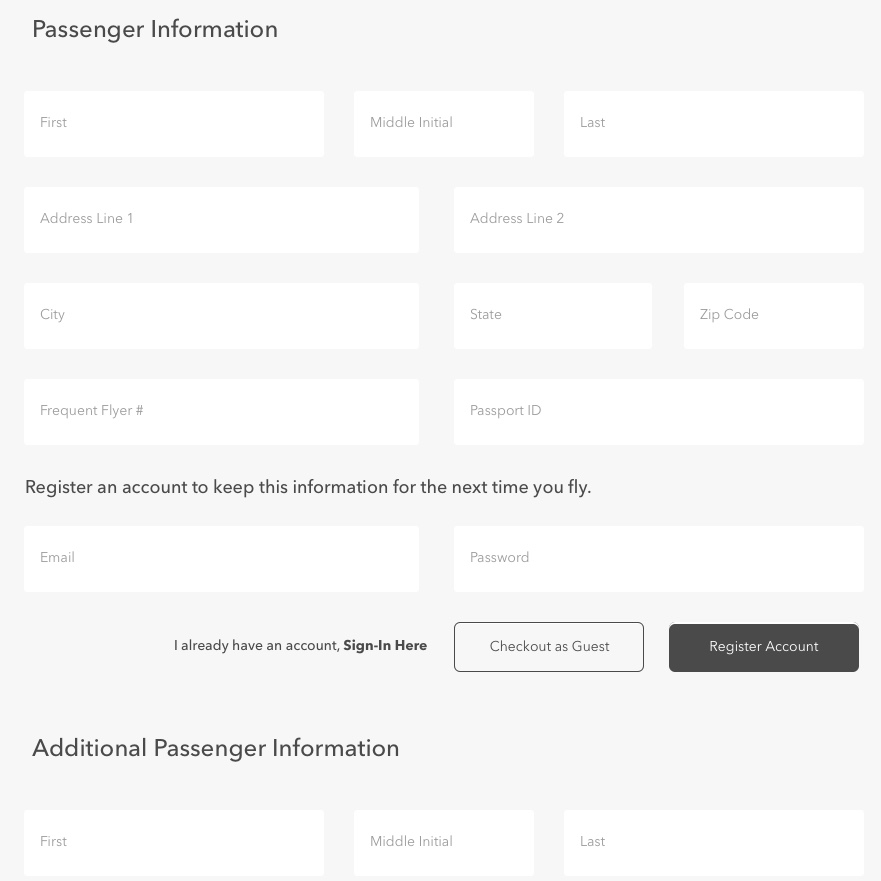 Passenger Information
First Middle Initial Last
Address Line 1 Address Line 2
City State Zip Code
Frequent Flyer # Passport ID
Register an account to keep this information for the next time you fly.
Email Password
I already have an account, Sign-In Here Checkout as Guest Register Account
Additional Passenger Information
First Middle Initial Last